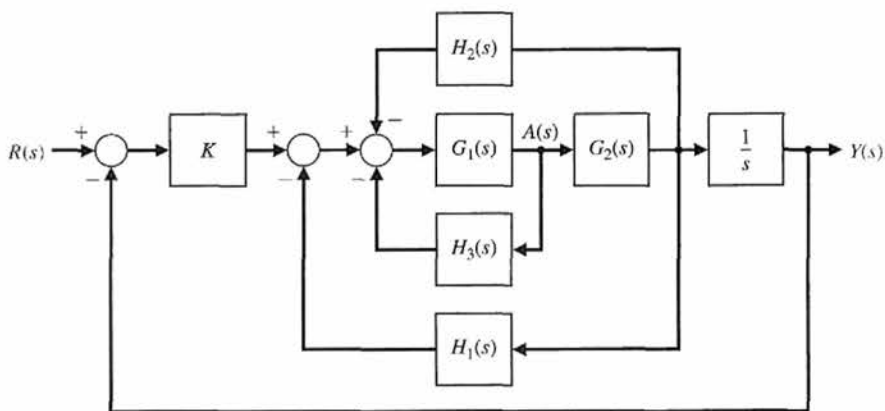 H₂(s)
R(s)
+
−
K
+
−
+
−
−
G₁(s)
A(s)
G₂(s)
1
s
Y(s)
H₃(s)
H₁(s)